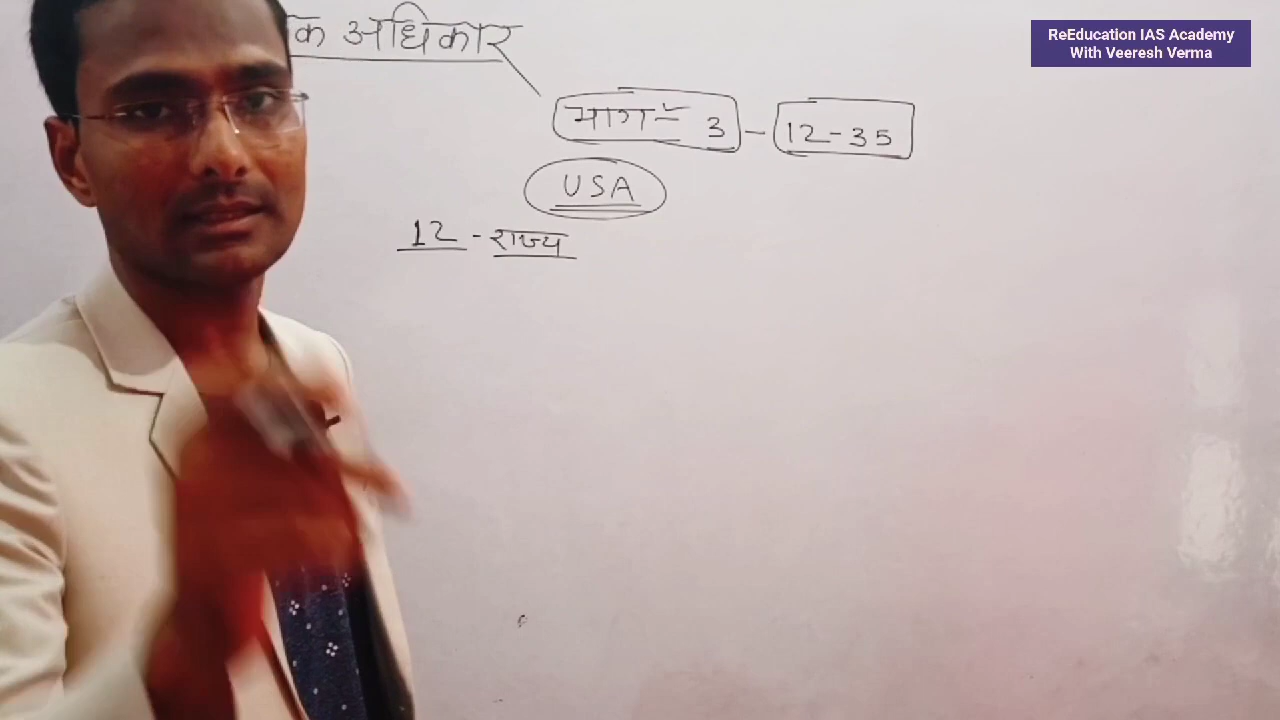 क अधिकार
ReEducation IAS Academy
With Veeresh Verma
भाग - 3 - 12-35
USA
12 - राज्य